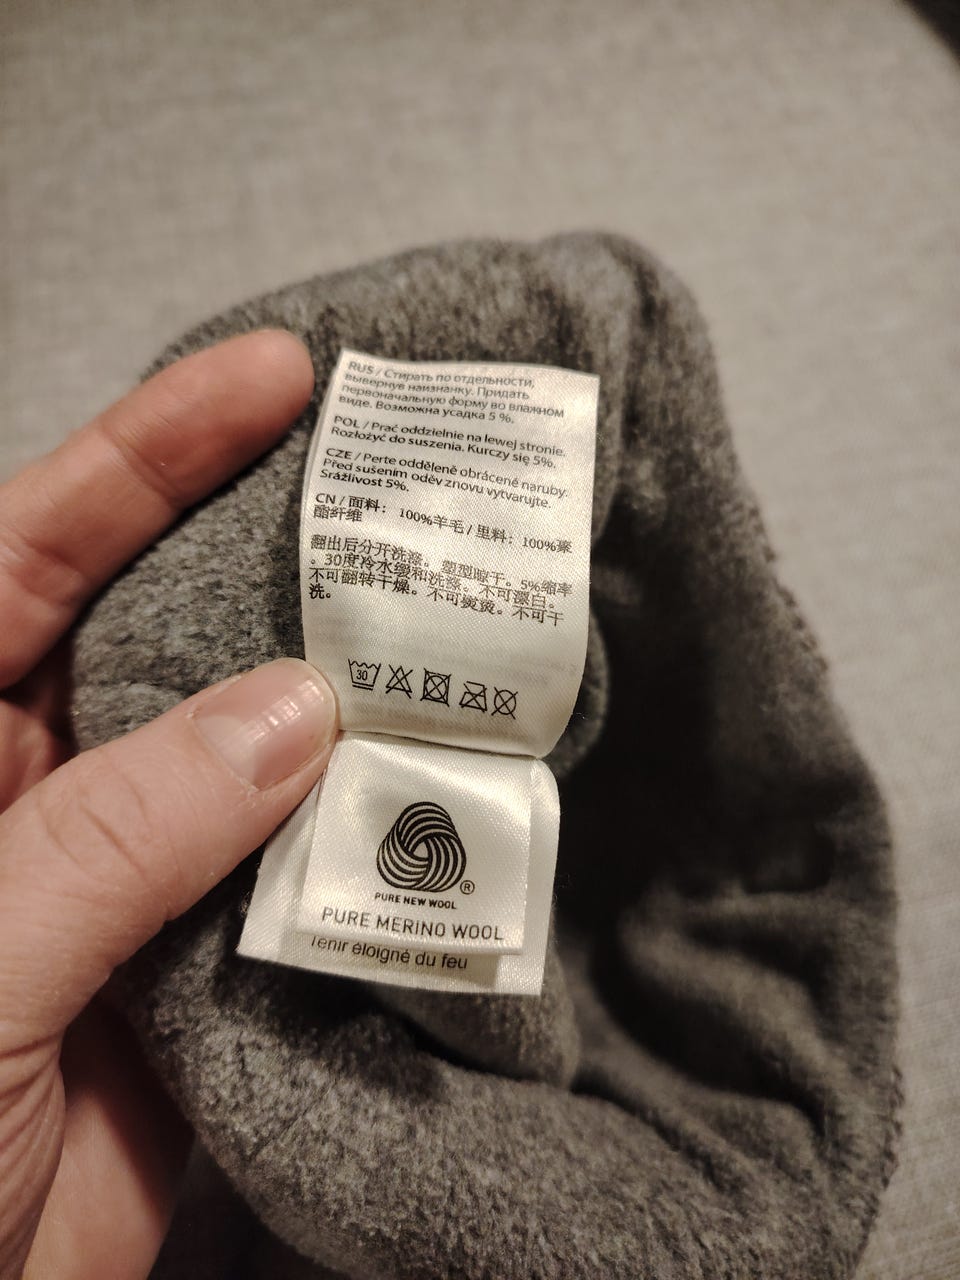 RUS / Стирать по отдельности,
вывернув наизнанку. Придать
первоначальную форму во влажном
виде. Возможна усадка 5 %.
POL / Prać oddzielnie na lewej stronie.
Rozłożyć do suszenia. Kurczy się 5%.
CZE / Perte odděleně obrácené naruby.
Před sušením oděv znovu vytvarujte.
Srážlivost 5%.
CN / 面料： 100%羊毛 / 里料： 100%聚
酯纤维
翻出后分开洗涤。塑型晾干。5%缩率
。30度冷水缓和洗涤。不可漂白。
不可翻转干燥。不可熨烫。不可干
洗。
30
®
PURE NEW WOOL
PURE MERINO WOOL
Tenir éloigné du feu